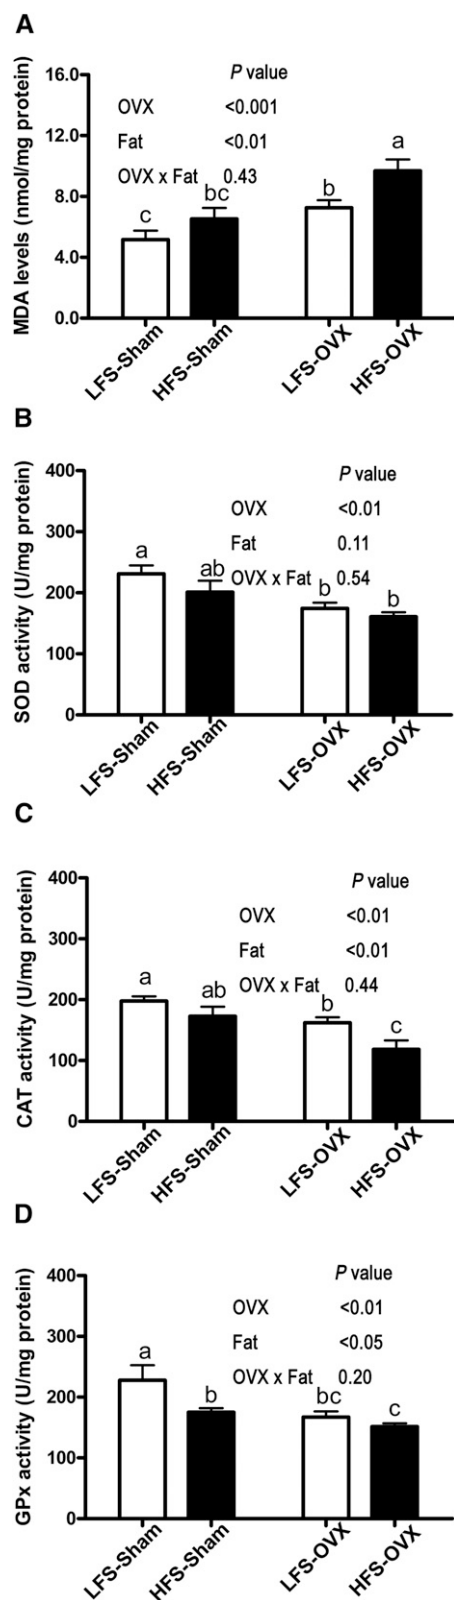 A
MDA levels (nmol/mg protein)
16.0
12.0
8.0
4.0
0.0
P value
OVX <0.001
Fat <0.01
OVX x Fat 0.43
c
bc
b
a
LFS-Sham
HFS-Sham
LFS-OVX
HFS-OVX
B
SOD activity (U/mg protein)
400
300
200
100
0
P value
OVX <0.01
Fat 0.11
OVX x Fat 0.54
a
ab
b
b
LFS-Sham
HFS-Sham
LFS-OVX
HFS-OVX
C
CAT activity (U/mg protein)
400
300
200
100
0
P value
OVX <0.01
Fat <0.01
OVX x Fat 0.44
a
ab
b
c
LFS-Sham
HFS-Sham
LFS-OVX
HFS-OVX
D
GPx activity (U/mg protein)
400
300
200
100
0
P value
OVX <0.01
Fat <0.05
OVX x Fat 0.20
a
b
bc
c
LFS-Sham
HFS-Sham
LFS-OVX
HFS-OVX